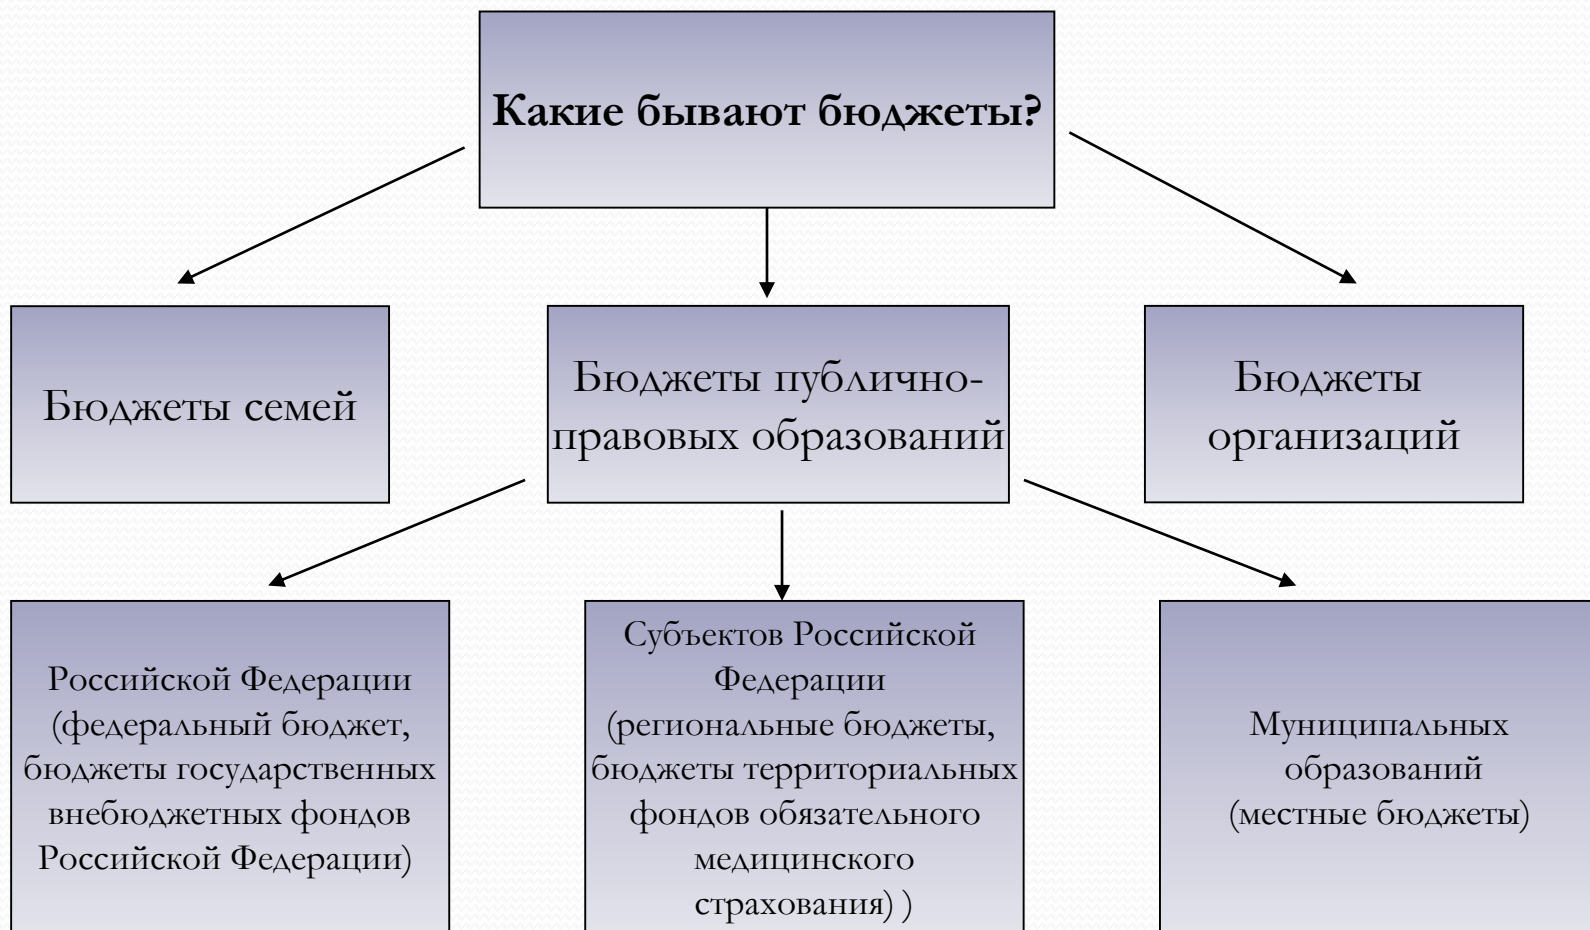 Какие бывают бюджеты?
Бюджеты семей
Бюджеты публично-
правовых образований
Бюджеты
организаций
Российской Федерации
(федеральный бюджет,
бюджеты государственных
внебюджетных фондов
Российской Федерации)
Субъектов Российской
Федерации
(региональные бюджеты,
бюджеты территориальных
фондов обязательного
медицинского
страхования) )
Муниципальных
образований
(местные бюджеты)